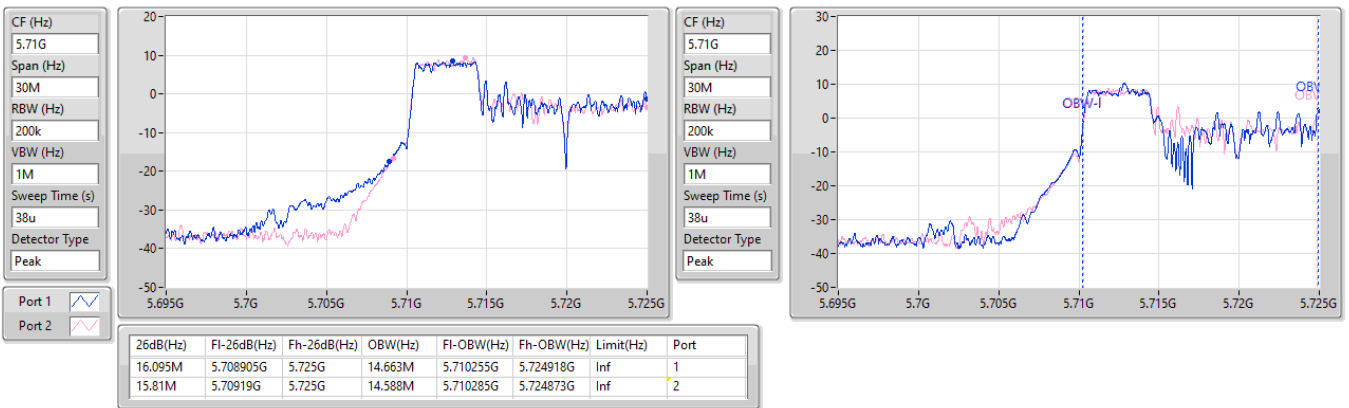 CF (Hz)
5.71G
Span (Hz)
30M
RBW (Hz)
200k
VBW (Hz)
1M
Sweep Time (s)
38u
Detector Type
Peak
Port 1
Port 2
20
10
0
-10
-20
-30
-40
-50
5.695G 5.7G 5.705G 5.71G 5.715G 5.72G 5.725G
CF (Hz)
5.71G
Span (Hz)
30M
RBW (Hz)
200k
VBW (Hz)
1M
Sweep Time (s)
38u
Detector Type
Peak
30
20
10
0
-10
-20
-30
-40
-50
OBW-l
OBV
OBV
5.695G 5.7G 5.705G 5.71G 5.715G 5.72G 5.725G
26dB(Hz) Fl-26dB(Hz) Fh-26dB(Hz) OBW(Hz) Fl-OBW(Hz) Fh-OBW(Hz) Limit(Hz) Port
16.095M 5.708905G 5.725G 14.663M 5.710255G 5.724918G Inf 1
15.81M 5.70919G 5.725G 14.588M 5.710285G 5.724873G Inf 2